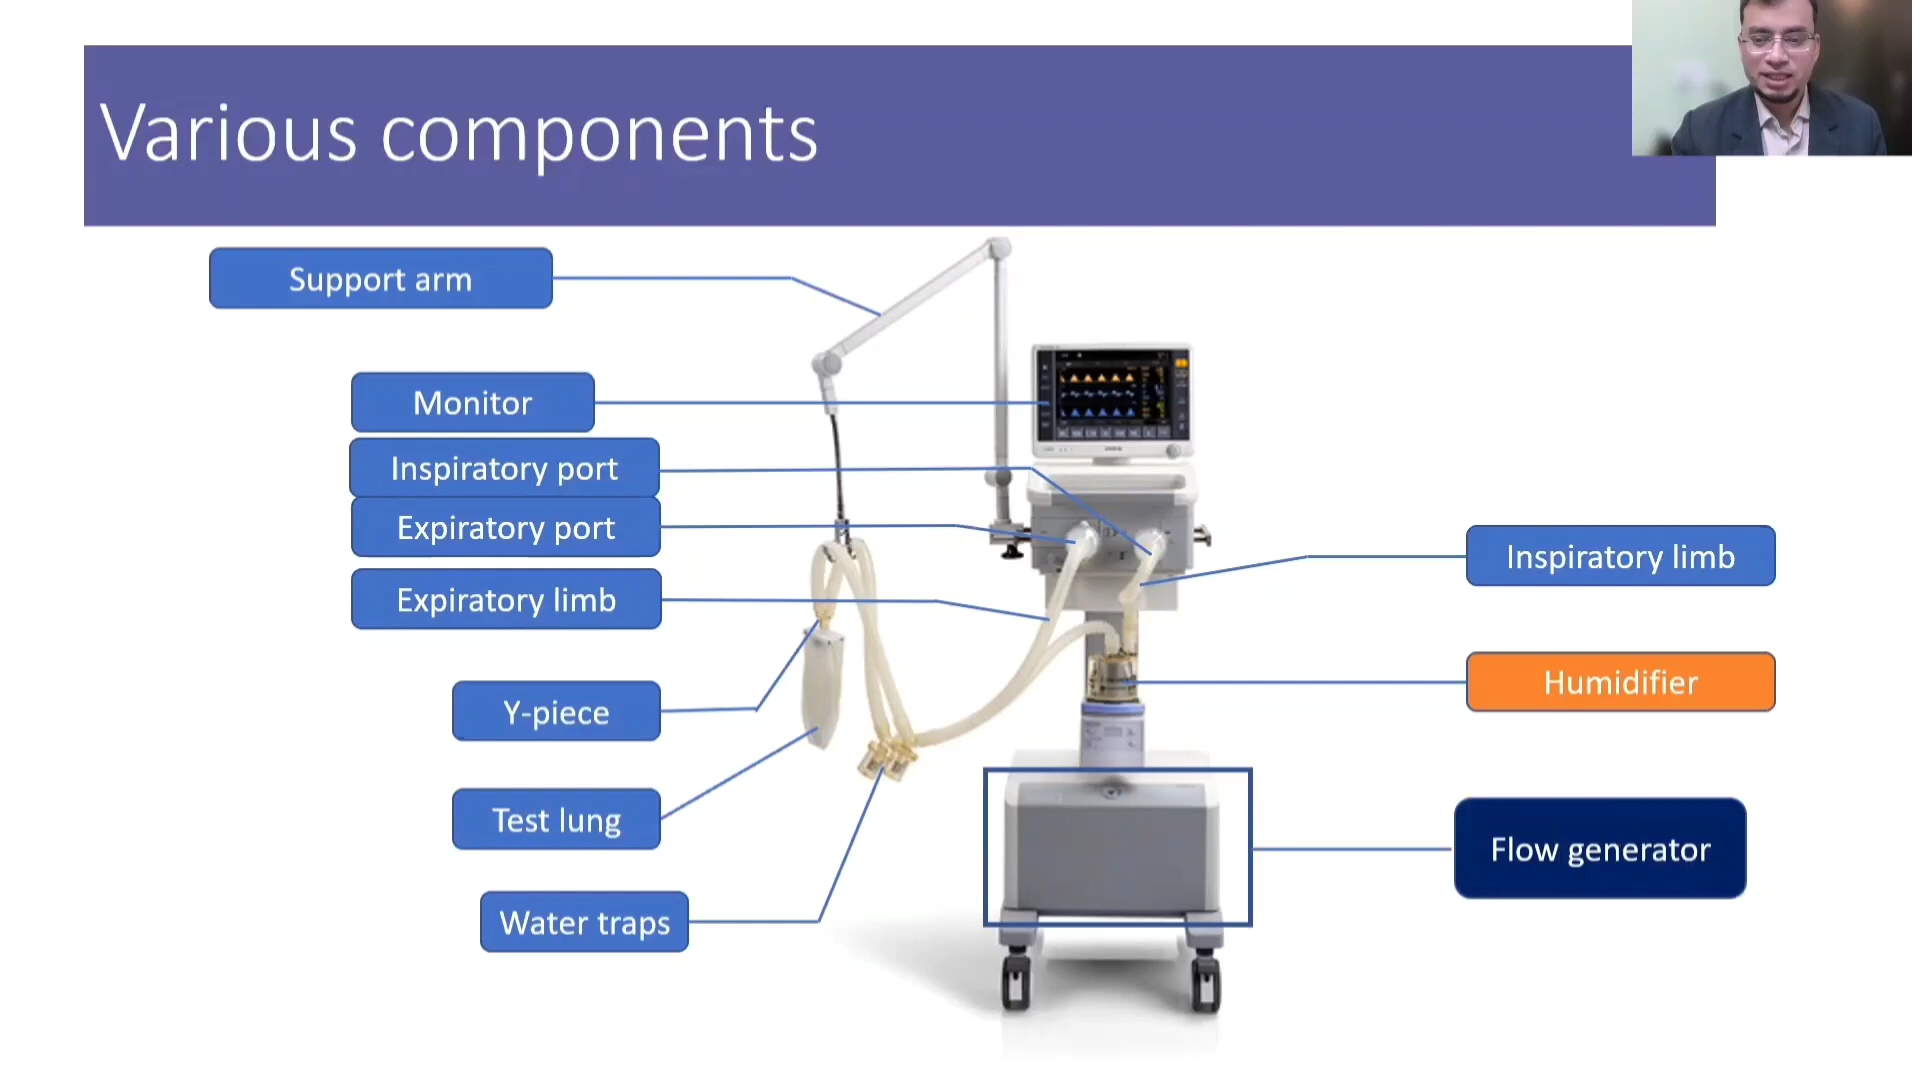 Various components
Support arm
Monitor
Inspiratory port
Expiratory port
Expiratory limb
Y-piece
Test lung
Water traps
Inspiratory limb
Humidifier
Flow generator